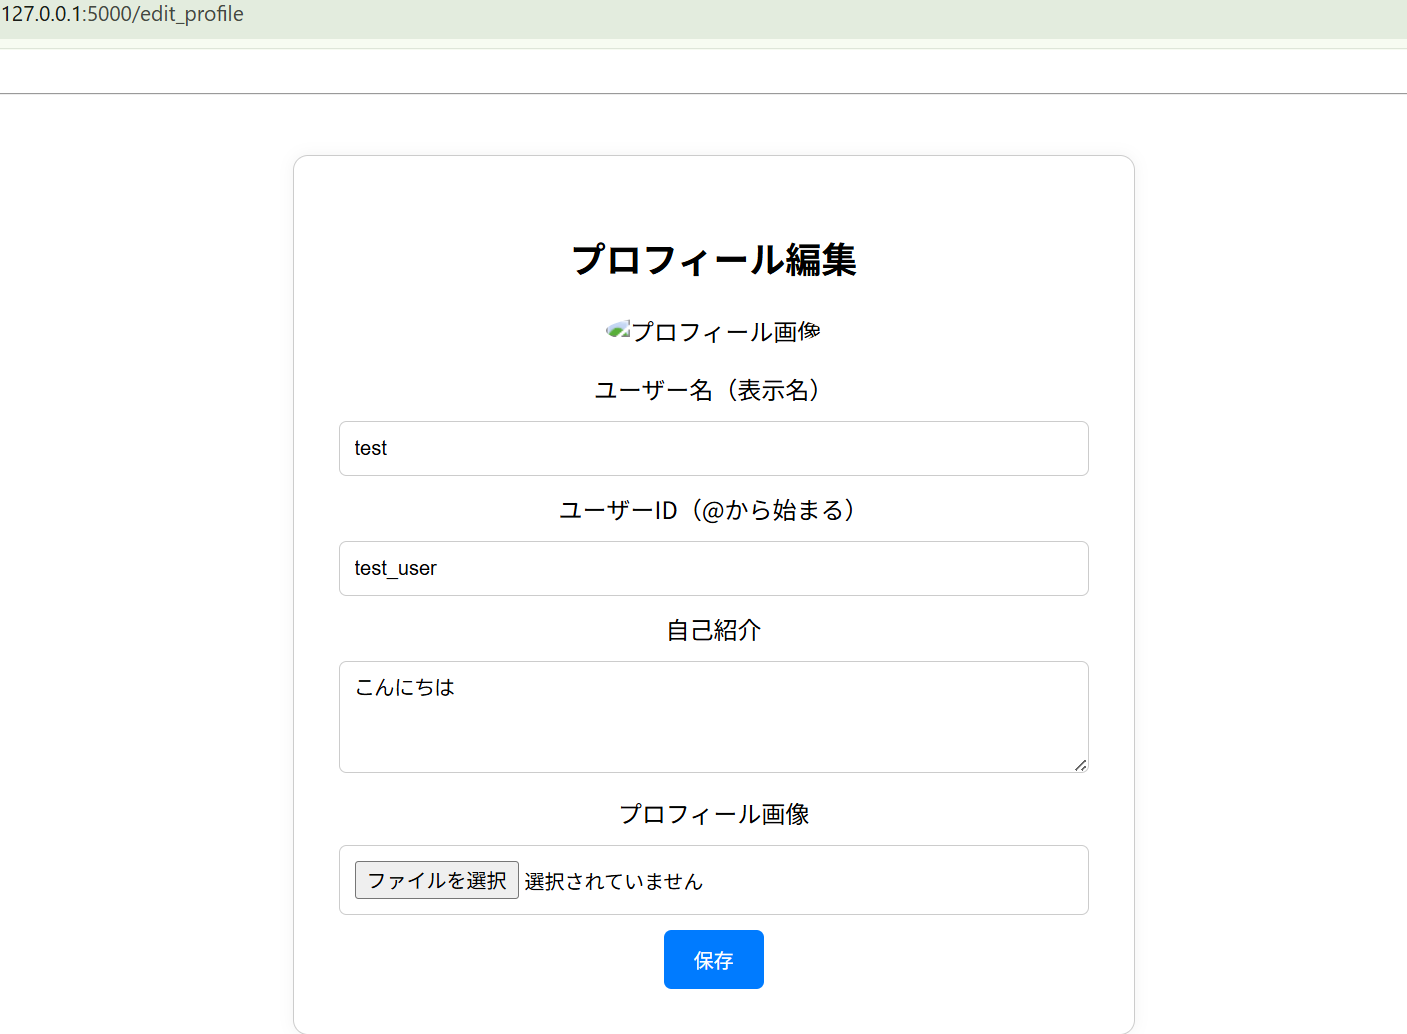 127.0.0.1:5000/edit_profile
プロフィール編集
プロフィール画像
ユーザー名（表示名）
test
ユーザーID（@から始まる）
test_user
自己紹介
こんにちは
プロフィール画像
ファイルを選択 選択されていません
保存